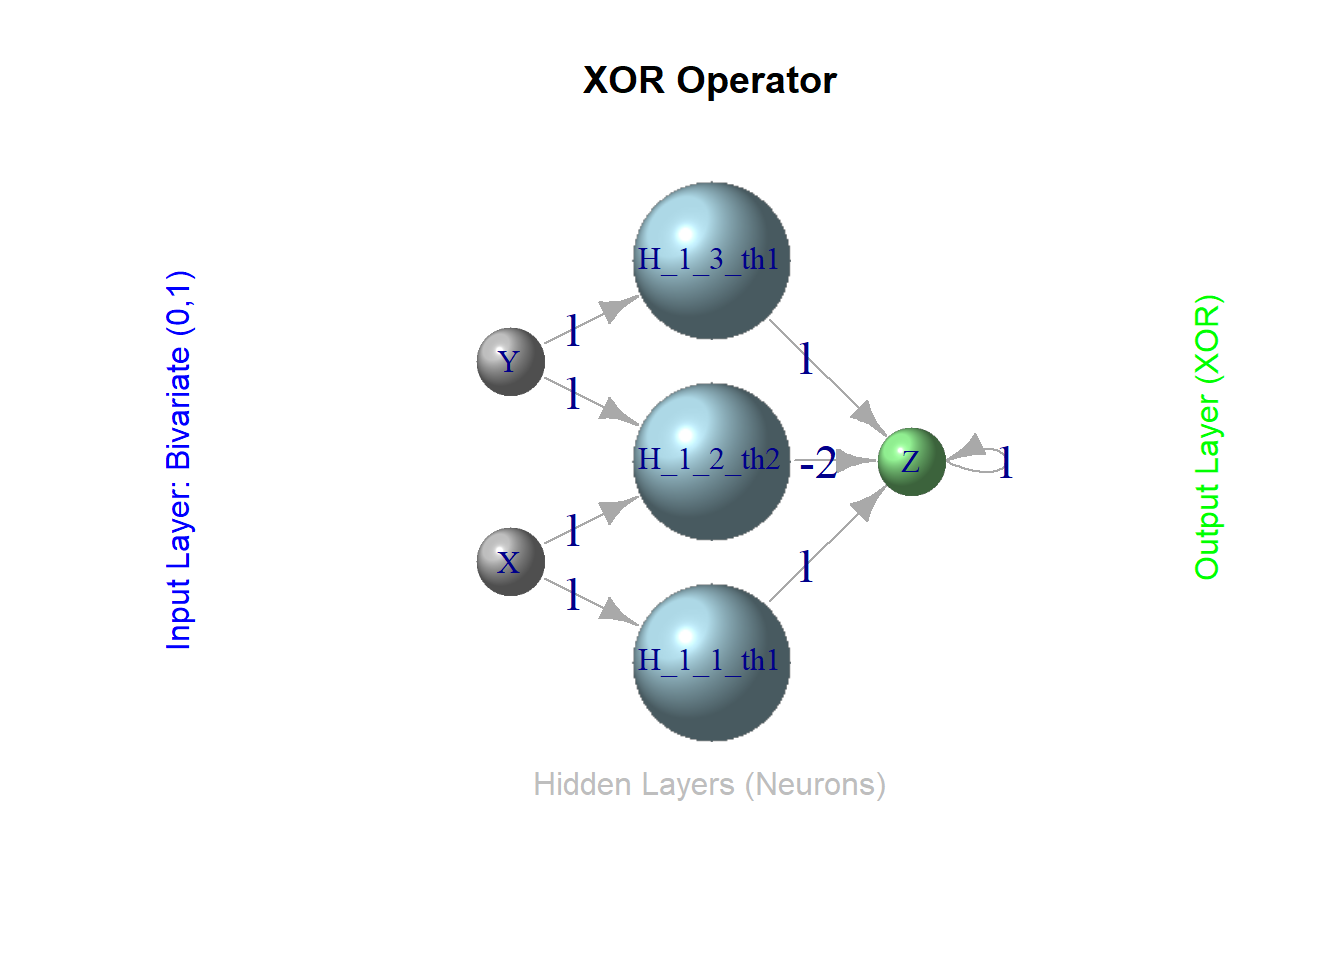 XOR Operator
Input Layer: Bivariate (0,1)
H_1_3_th1
1
Y
1
1
H_1_2_th2
-2
Z
1
1
X
1
1
H_1_1_th1
Hidden Layers (Neurons)
Output Layer (XOR)